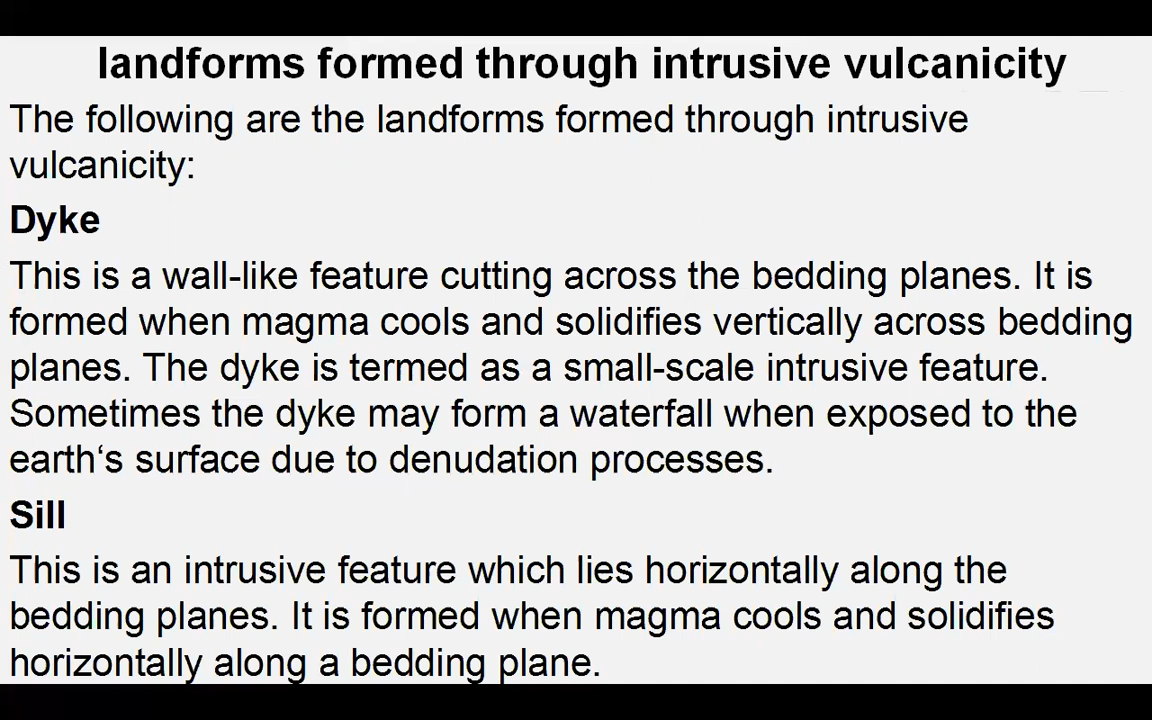 landforms formed through intrusive vulcanicity
The following are the landforms formed through intrusive
vulcanicity:
Dyke
This is a wall-like feature cutting across the bedding planes. It is
formed when magma cools and solidifies vertically across bedding
planes. The dyke is termed as a small-scale intrusive feature.
Sometimes the dyke may form a waterfall when exposed to the
earth‘s surface due to denudation processes.
Sill
This is an intrusive feature which lies horizontally along the
bedding planes. It is formed when magma cools and solidifies
horizontally along a bedding plane.